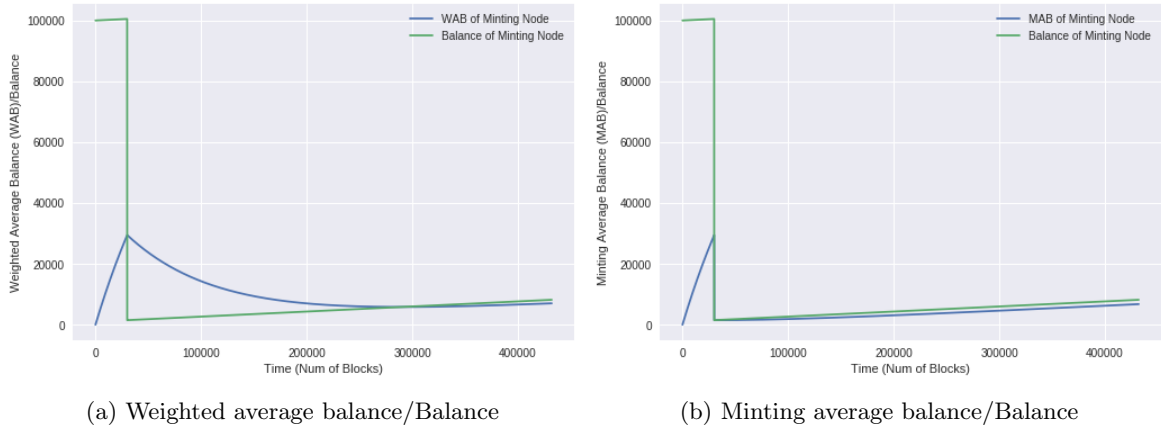 Weighted Average Balance (WAB)/Balance
100000
80000
60000
40000
20000
0
WAB of Minting Node
Balance of Minting Node
0 100000 200000 300000 400000
Time (Num of Blocks)
(a) Weighted average balance/Balance
Minting Average Balance (MAB)/Balance
100000
80000
60000
40000
20000
0
MAB of Minting Node
Balance of Minting Node
0 100000 200000 300000 400000
Time (Num of Blocks)
(b) Minting average balance/Balance